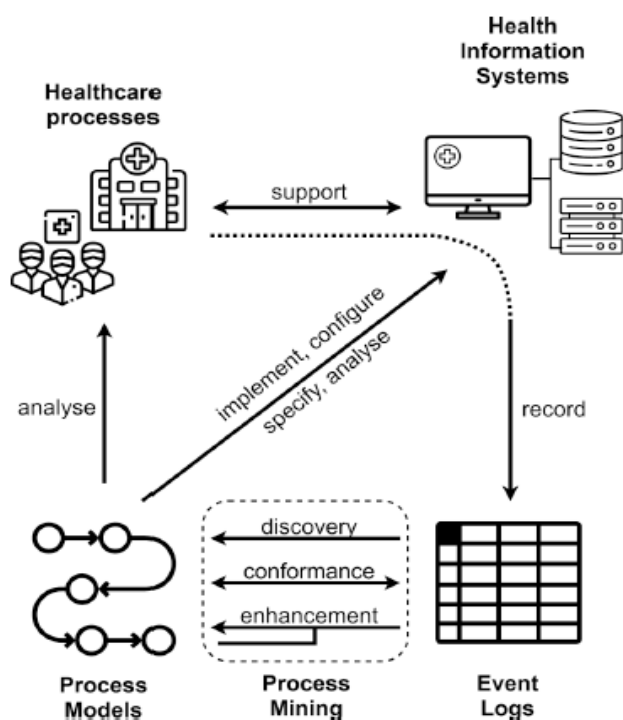 Health
Information
Systems
Healthcare
processes
support
implement, configure
specify, analyse
analyse
record
discovery
conformance
enhancement
Process
Models
Process
Mining
Event
Logs